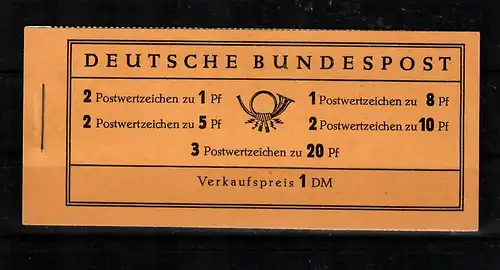 DEUTSCHE BUNDESPOST
2 Postwertzeichen zu 1 Pf 1 Postwertzeichen zu 8 Pf
2 Postwertzeichen zu 5 Pf 2 Postwertzeichen zu 10 Pf
3 Postwertzeichen zu 20 Pf
Verkaufspreis 1 DM